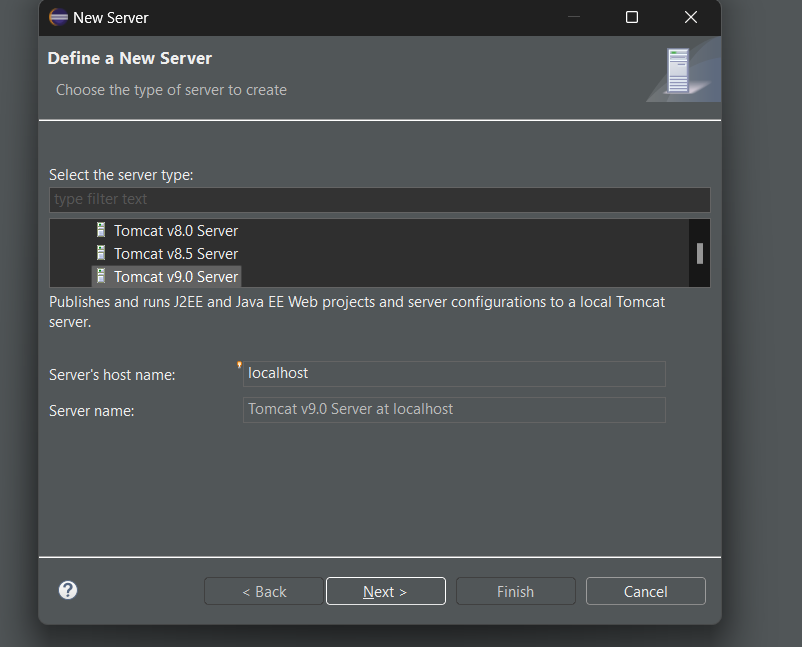 New Server
Define a New Server
Choose the type of server to create
Select the server type:
type filter text
Tomcat v8.0 Server
Tomcat v8.5 Server
Tomcat v9.0 Server
Publishes and runs J2EE and Java EE Web projects and server configurations to a local Tomcat
server.
Server's host name:
localhost
Server name:
Tomcat v9.0 Server at localhost
?
< Back
Next >
Finish
Cancel